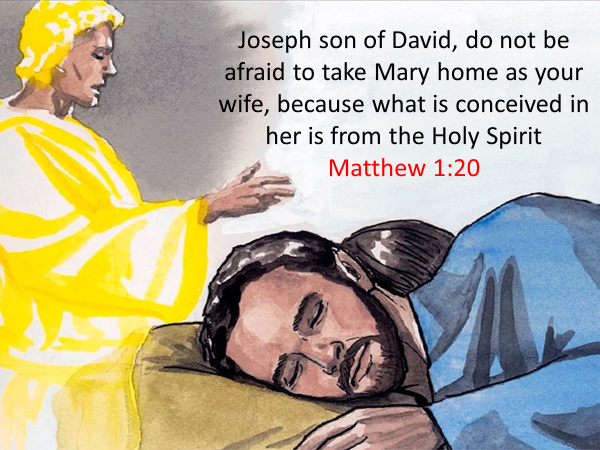 Joseph son of David, do not be
afraid to take Mary home as your
wife, because what is conceived in
her is from the Holy Spirit
Matthew 1:20